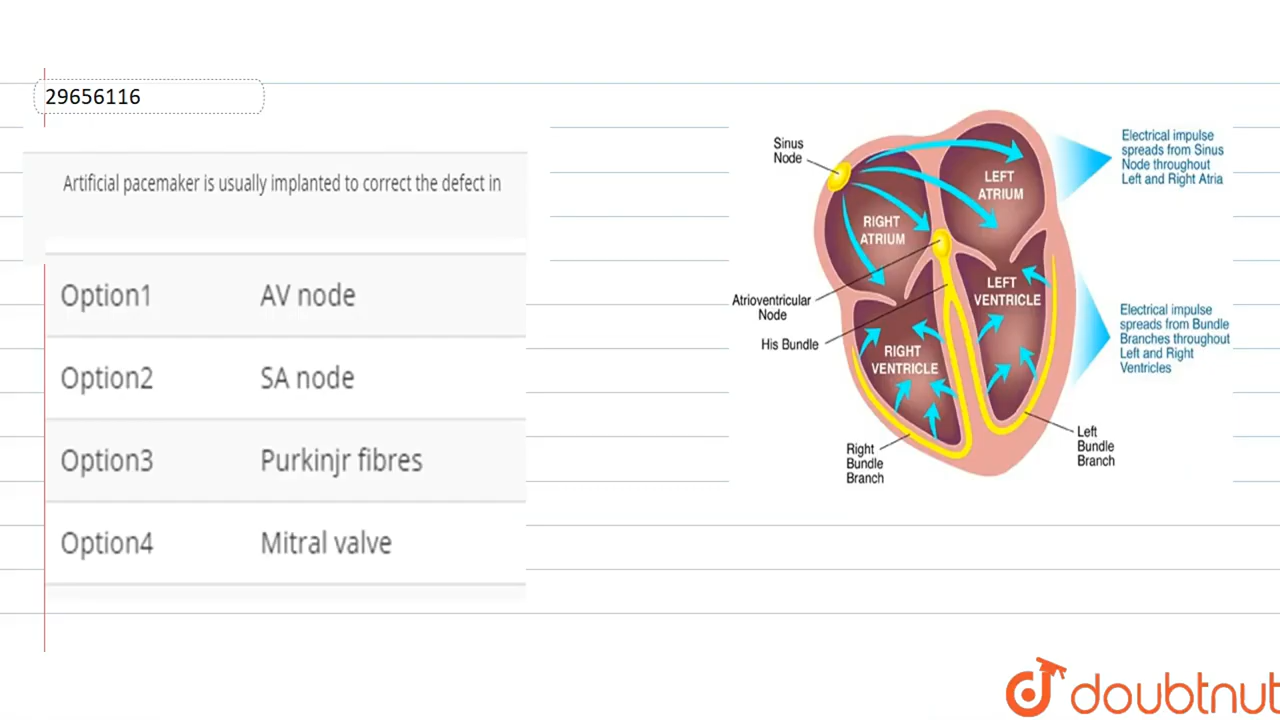 29656116
Artificial pacemaker is usually implanted to correct the defect in
Option1 AV node
Option2 SA node
Option3 Purkinjr fibres
Option4 Mitral valve
Sinus
Node
RIGHT
ATRIUM
LEFT
ATRIUM
Electrical impulse
spreads from Sinus
Node throughout
Left and Right Atria
Atrioventricular
Node
His Bundle
LEFT
VENTRICLE
RIGHT
VENTRICLE
Electrical impulse
spreads from Bundle
Branches throughout
Left and Right
Ventricles
Right
Bundle
Branch
Left
Bundle
Branch
doubtnut